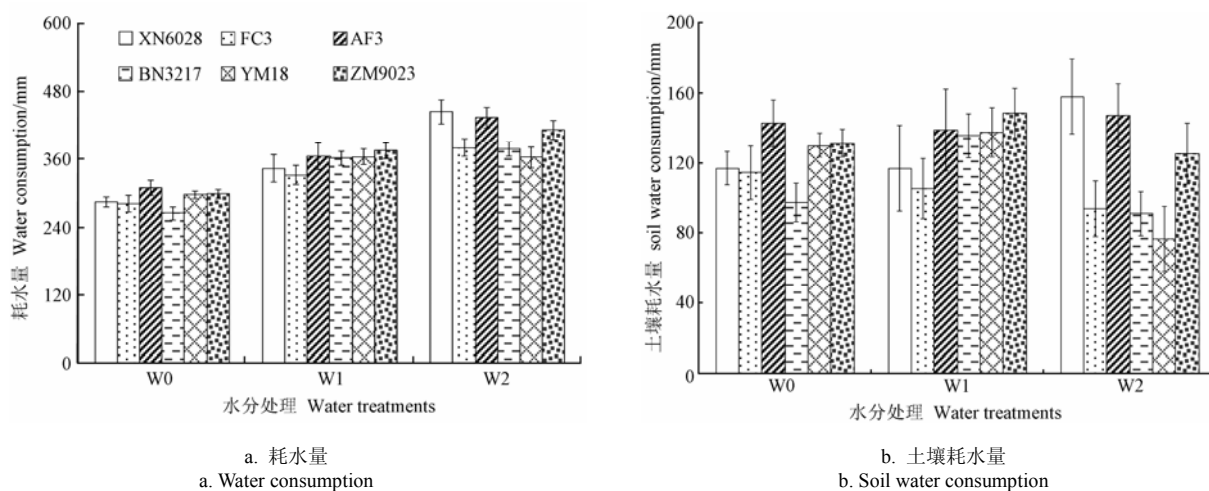 600
480
360
240
120
0
耗水量 Water consumption/mm
XN6028 FC3 AF3
BN3217 YM18 ZM9023
W0 W1 W2
水分处理 Water treatments
a. 耗水量
a. Water consumption
200
160
120
80
40
0
土壤耗水量 soil water consumption/mm
W0 W1 W2
水分处理 Water treatments
b. 土壤耗水量
b. Soil water consumption